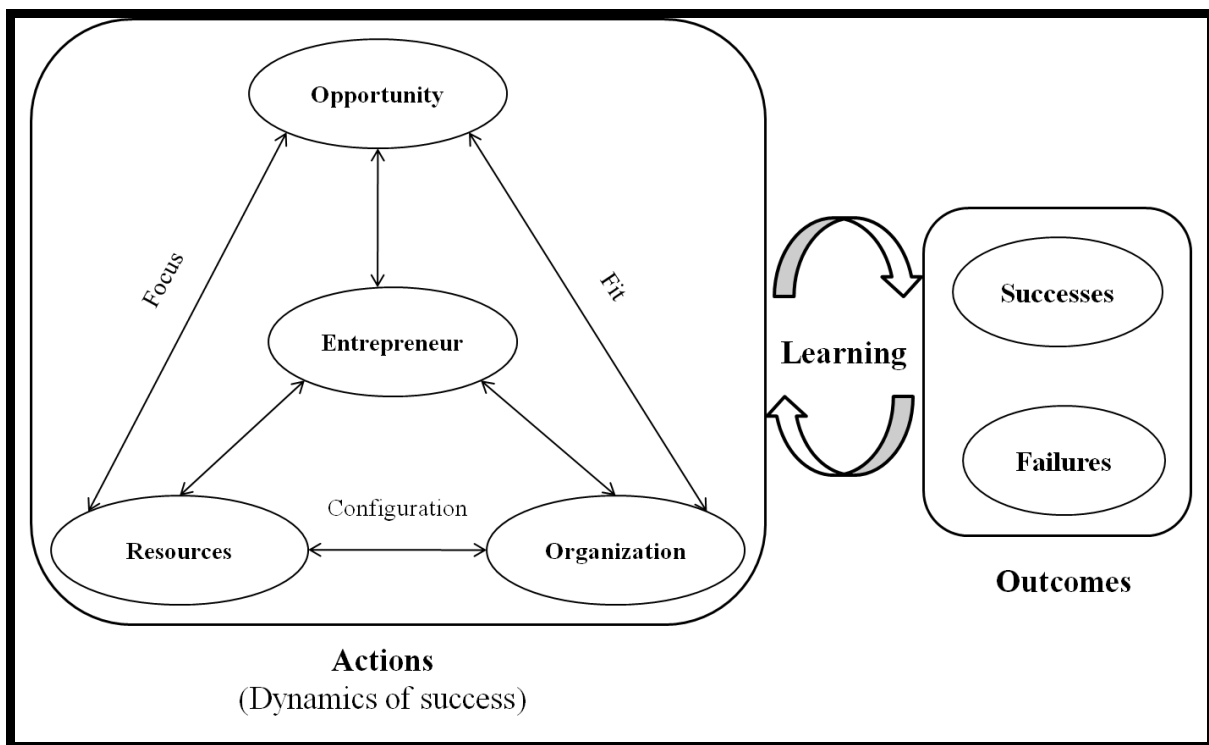 Opportunity
Focus
Fit
Entrepreneur
Configuration
Resources
Organization
Actions
(Dynamics of success)
Learning
Successes
Failures
Outcomes